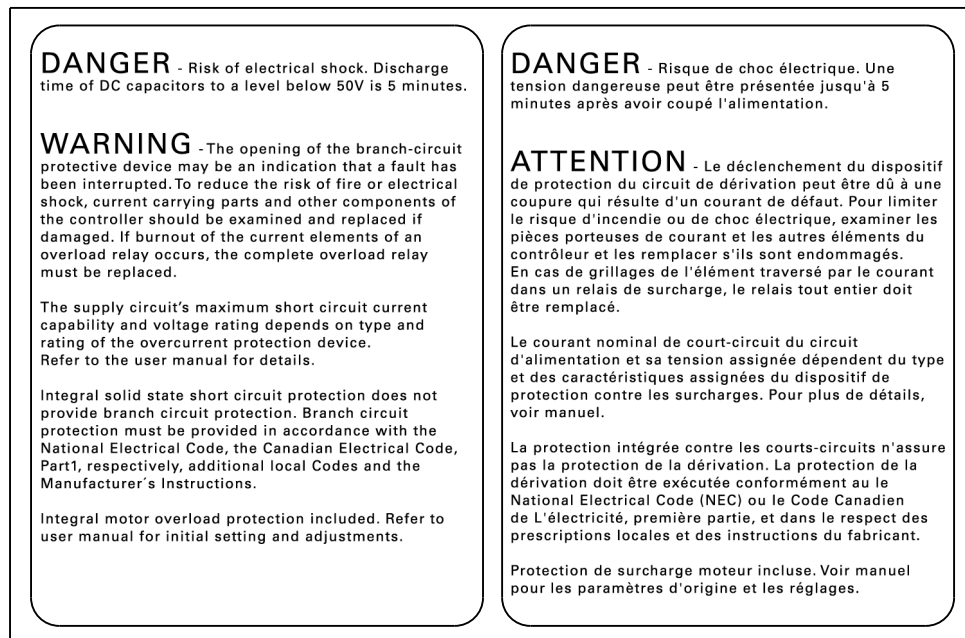 DANGER - Risk of electrical shock. Discharge
time of DC capacitors to a level below 50V is 5 minutes.
WARNING - The opening of the branch-circuit
protective device may be an indication that a fault has
been interrupted. To reduce the risk of fire or electrical
shock, current carrying parts and other components of
the controller should be examined and replaced if
damaged. If burnout of the current elements of an
overload relay occurs, the complete overload relay
must be replaced.
The supply circuit's maximum short circuit current
capability and voltage rating depends on type and
rating of the overcurrent protection device.
Refer to the user manual for details.
Integral solid state short circuit protection does not
provide branch circuit protection. Branch circuit
protection must be provided in accordance with the
National Electrical Code, the Canadian Electrical Code,
Part1, respectively, additional local Codes and the
Manufacturer´s Instructions.
Integral motor overload protection included. Refer to
user manual for initial setting and adjustments.
DANGER - Risque de choc électrique. Une
tension dangereuse peut être présentée jusqu'à 5
minutes après avoir coupé l'alimentation.
ATTENTION - Le déclenchement du dispositif
de protection du circuit de dérivation peut être dû à une
coupure qui résulte d'un courant de défaut. Pour limiter
le risque d'incendie ou de choc électrique, examiner les
pièces porteuses de courant et les autres éléments du
contrôleur et les remplacer s'ils sont endommagés.
En cas de grillages de l'élément traversé par le courant
dans un relais de surcharge, le relais tout entier doit
être remplacé.
Le courant nominal de court-circuit du circuit
d'alimentation et sa tension assignée dépendent du type
et des caractéristiques assignées du dispositif de
protection contre les surcharges. Pour plus de détails,
voir manuel.
La protection intégrée contre les courts-circuits n'assure
pas la protection de la dérivation. La protection de la
dérivation doit être exécutée conformément au le
National Electrical Code (NEC) ou le Code Canadien
de L'électricité, première partie, et dans le respect des
prescriptions locales et des instructions du fabricant.
Protection de surcharge moteur incluse. Voir manuel
pour les paramètres d'origine et les réglages.